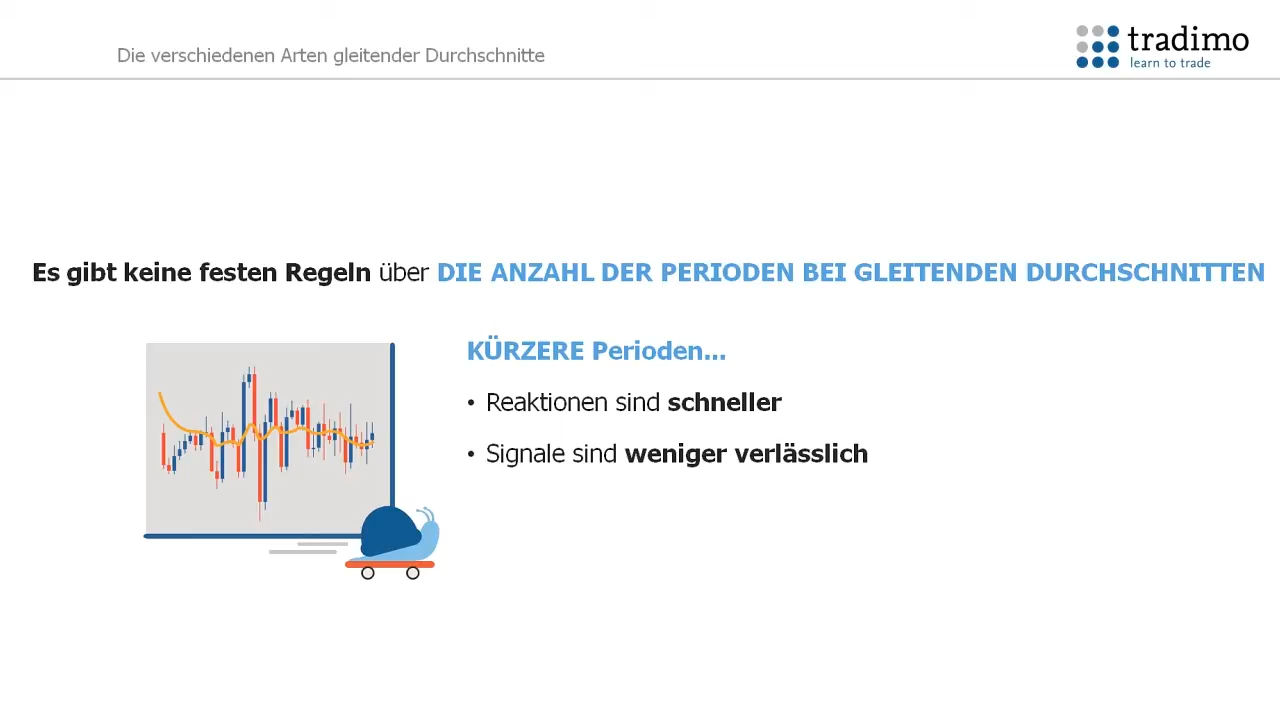 Die verschiedenen Arten gleitender Durchschnitte
tradimo
learn to trade
Es gibt keine festen Regeln über DIE ANZAHL DER PERIODEN BEI GLEITENDEN DURCHSCHNITTEN
KÜRZERE Perioden...
• Reaktionen sind schneller
• Signale sind weniger verlässlich